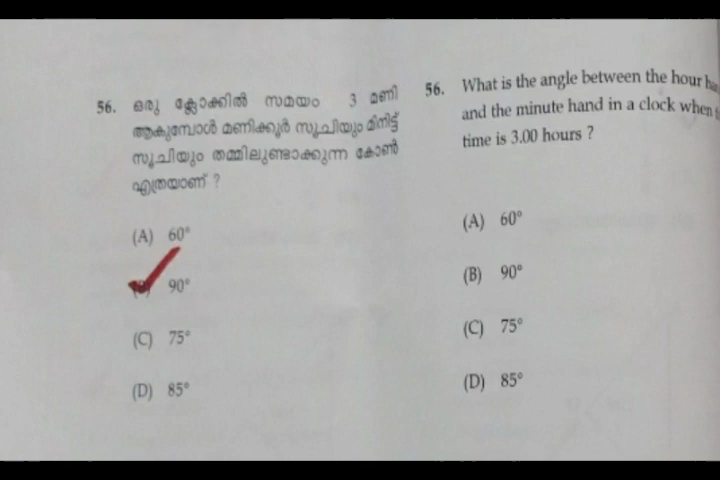 56. ഒരു ക്ലോക്കിൽ സമയം 3 മണി
ആകുമ്പോൾ മണിക്കൂർ സൂചിയും മിനിട്ട്
സൂചിയും തമ്മിലുണ്ടാക്കുന്ന കോൺ
എത്രയാണ് ?
(A) 60°
90°
(C) 75°
(D) 85°
56. What is the angle between the hour
and the minute hand in a clock when
time is 3.00 hours ?
(A) 60°
(B) 90°
(C) 75°
(D) 85°